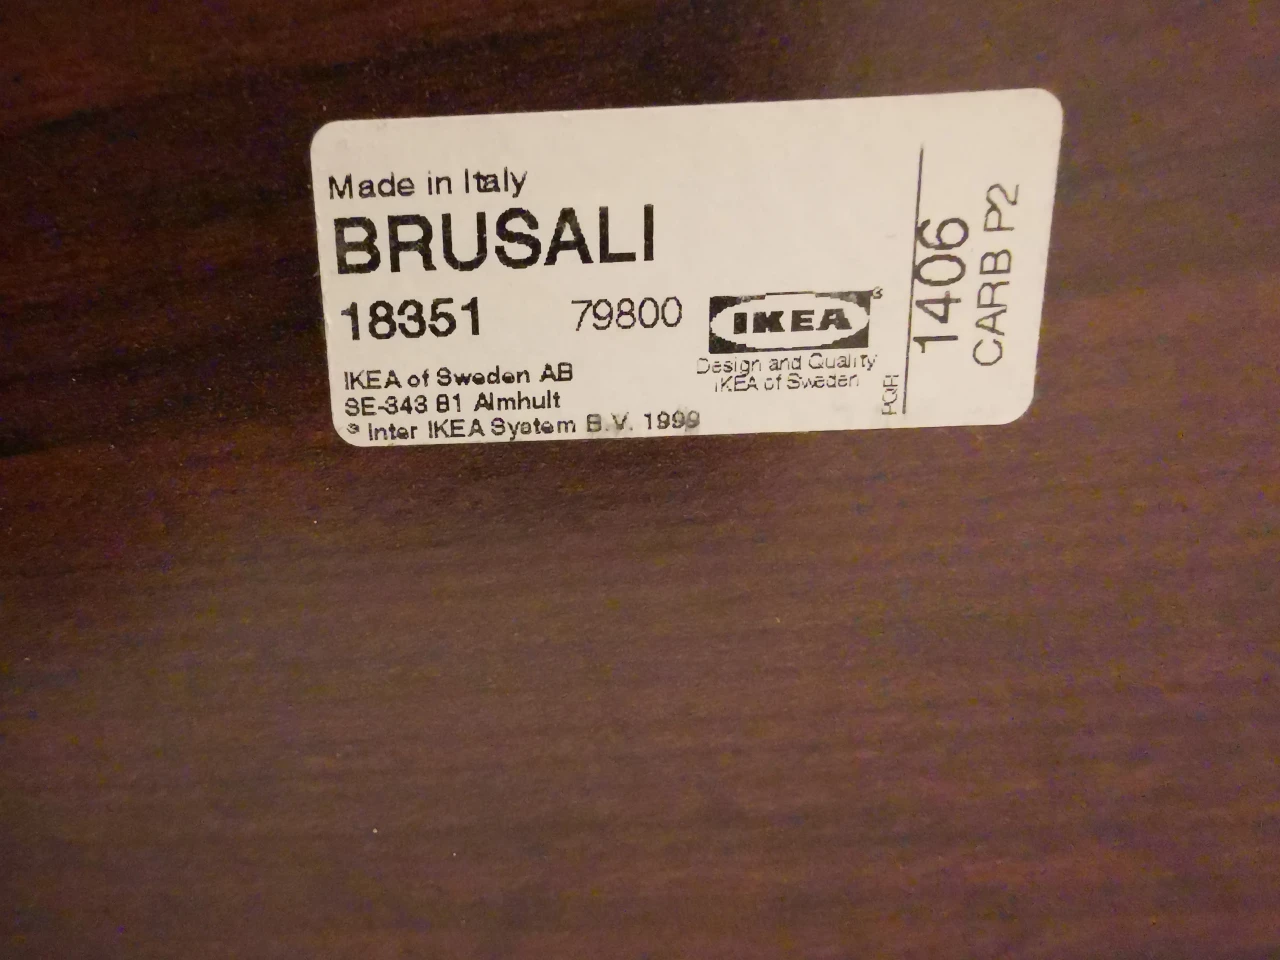 Made in Italy
BRUSALI
18351 79800
IKEA
Design and Quality
IKEA of Sweden
IKEA of Sweden AB
SE-343 81 Almhult
Inter IKEA System B.V. 1999
1406
CARB P2